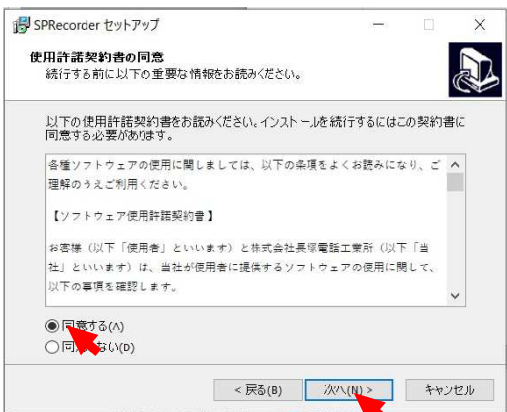 SPRecorder セットアップ
使用許諾契約書の同意
続行する前に以下の重要な情報をお読みください。
以下の使用許諾契約書をお読みください。インストールを続行するにはこの契約書に
同意する必要があります。
各種ソフトウェアの使用に関しましては、以下の条項をよくお読みになり、ご
理解のうえご利用ください。
【ソフトウェア使用許諾契約書】
お客様（以下「使用者」といいます）と株式会社長塚電話工業所（以下「当
社」といいます）は、当社が使用者に提供するソフトウェアの使用に関して、
以下の事項を確認します。
同意する(A)
同意しない(D)
< 戻る(B)
次へ(N) >
キャンセル